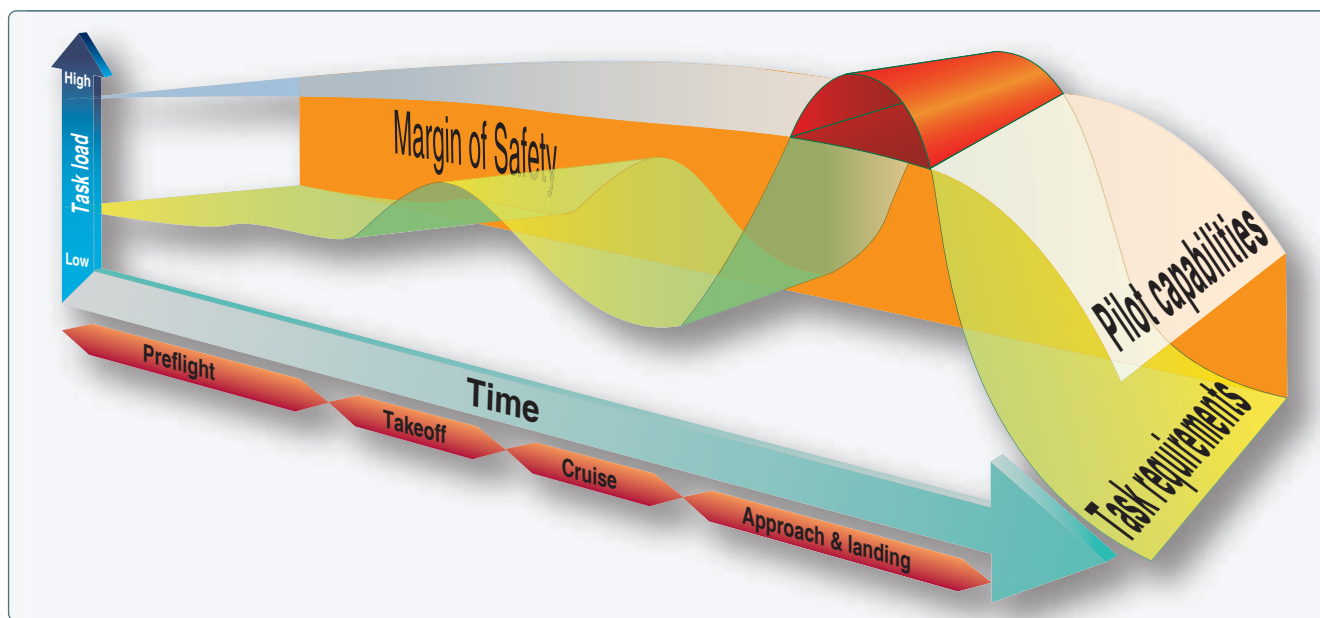 High
Task load
Low
Margin of Safety
Preflight
Takeoff
Cruise
Approach & landing
Time
Pilot capabilities
Task requirements